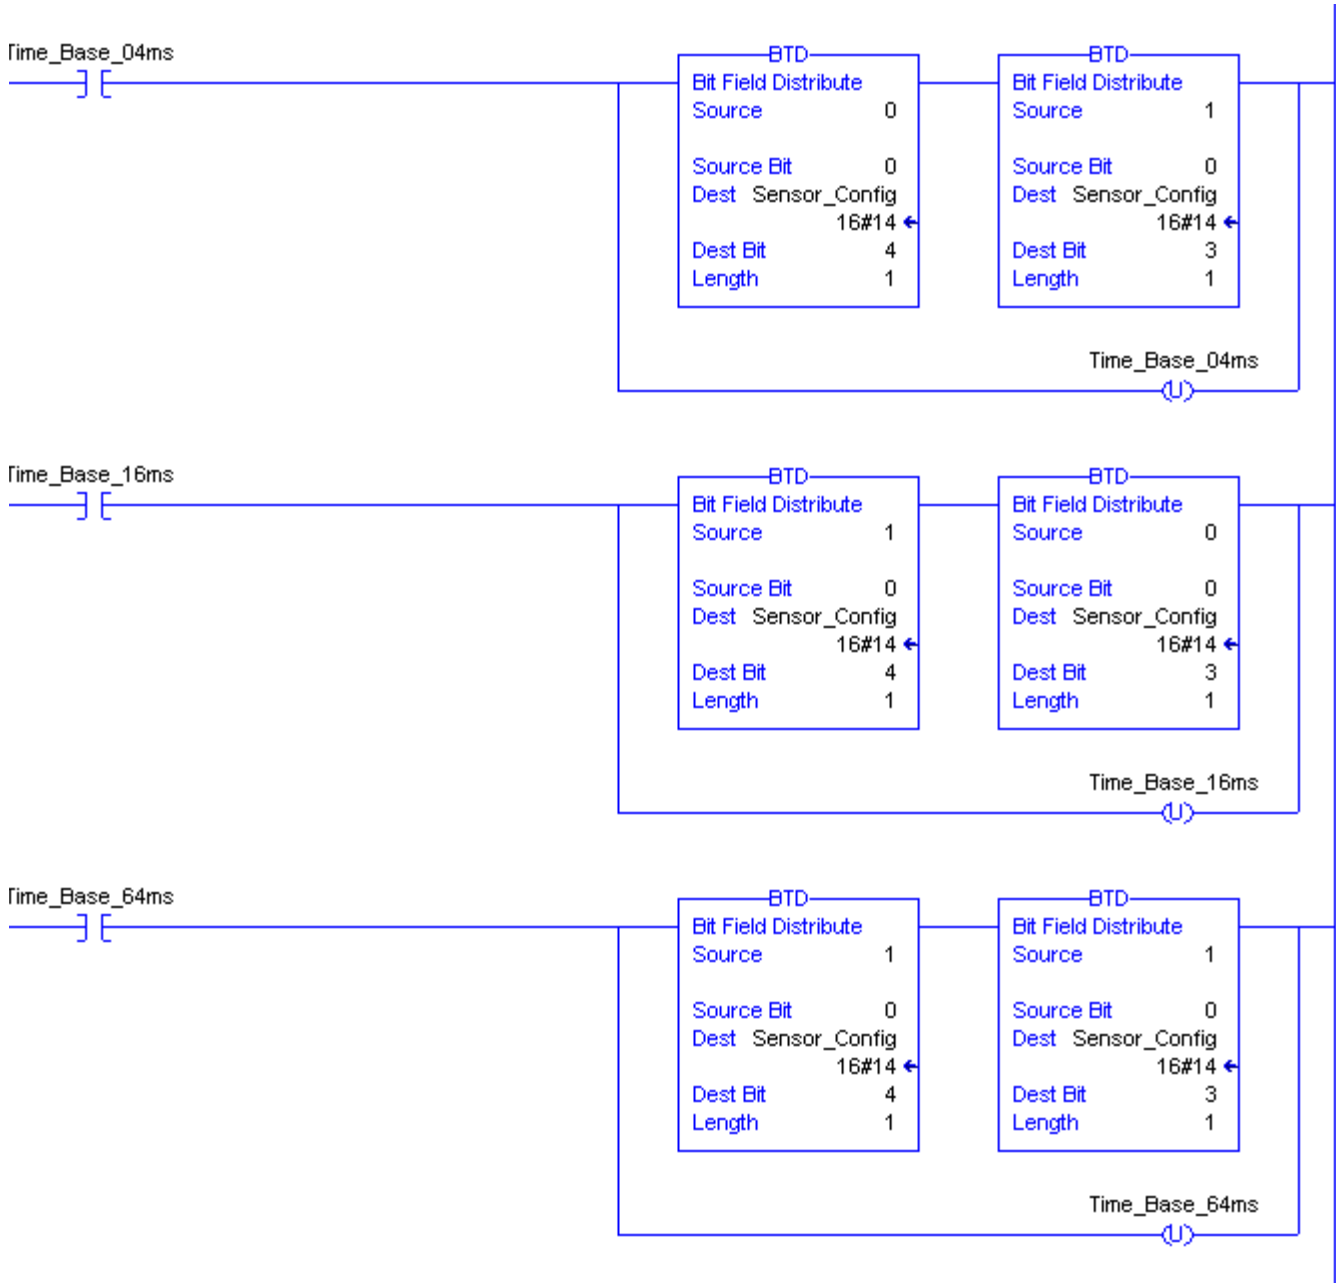 Time_Base_04ms
BTD BTD
Bit Field Distribute Bit Field Distribute
Source 0 Source 1
Source Bit 0 Source Bit 0
Dest Sensor_Config Dest Sensor_Config
16#14 16#14
Dest Bit 4 Dest Bit 3
Length 1 Length 1
Time_Base_04ms
U
Time_Base_16ms
BTD BTD
Bit Field Distribute Bit Field Distribute
Source 1 Source 0
Source Bit 0 Source Bit 0
Dest Sensor_Config Dest Sensor_Config
16#14 16#14
Dest Bit 4 Dest Bit 3
Length 1 Length 1
Time_Base_16ms
U
Time_Base_64ms
BTD BTD
Bit Field Distribute Bit Field Distribute
Source 1 Source 1
Source Bit 0 Source Bit 0
Dest Sensor_Config Dest Sensor_Config
16#14 16#14
Dest Bit 4 Dest Bit 3
Length 1 Length 1
Time_Base_64ms
U